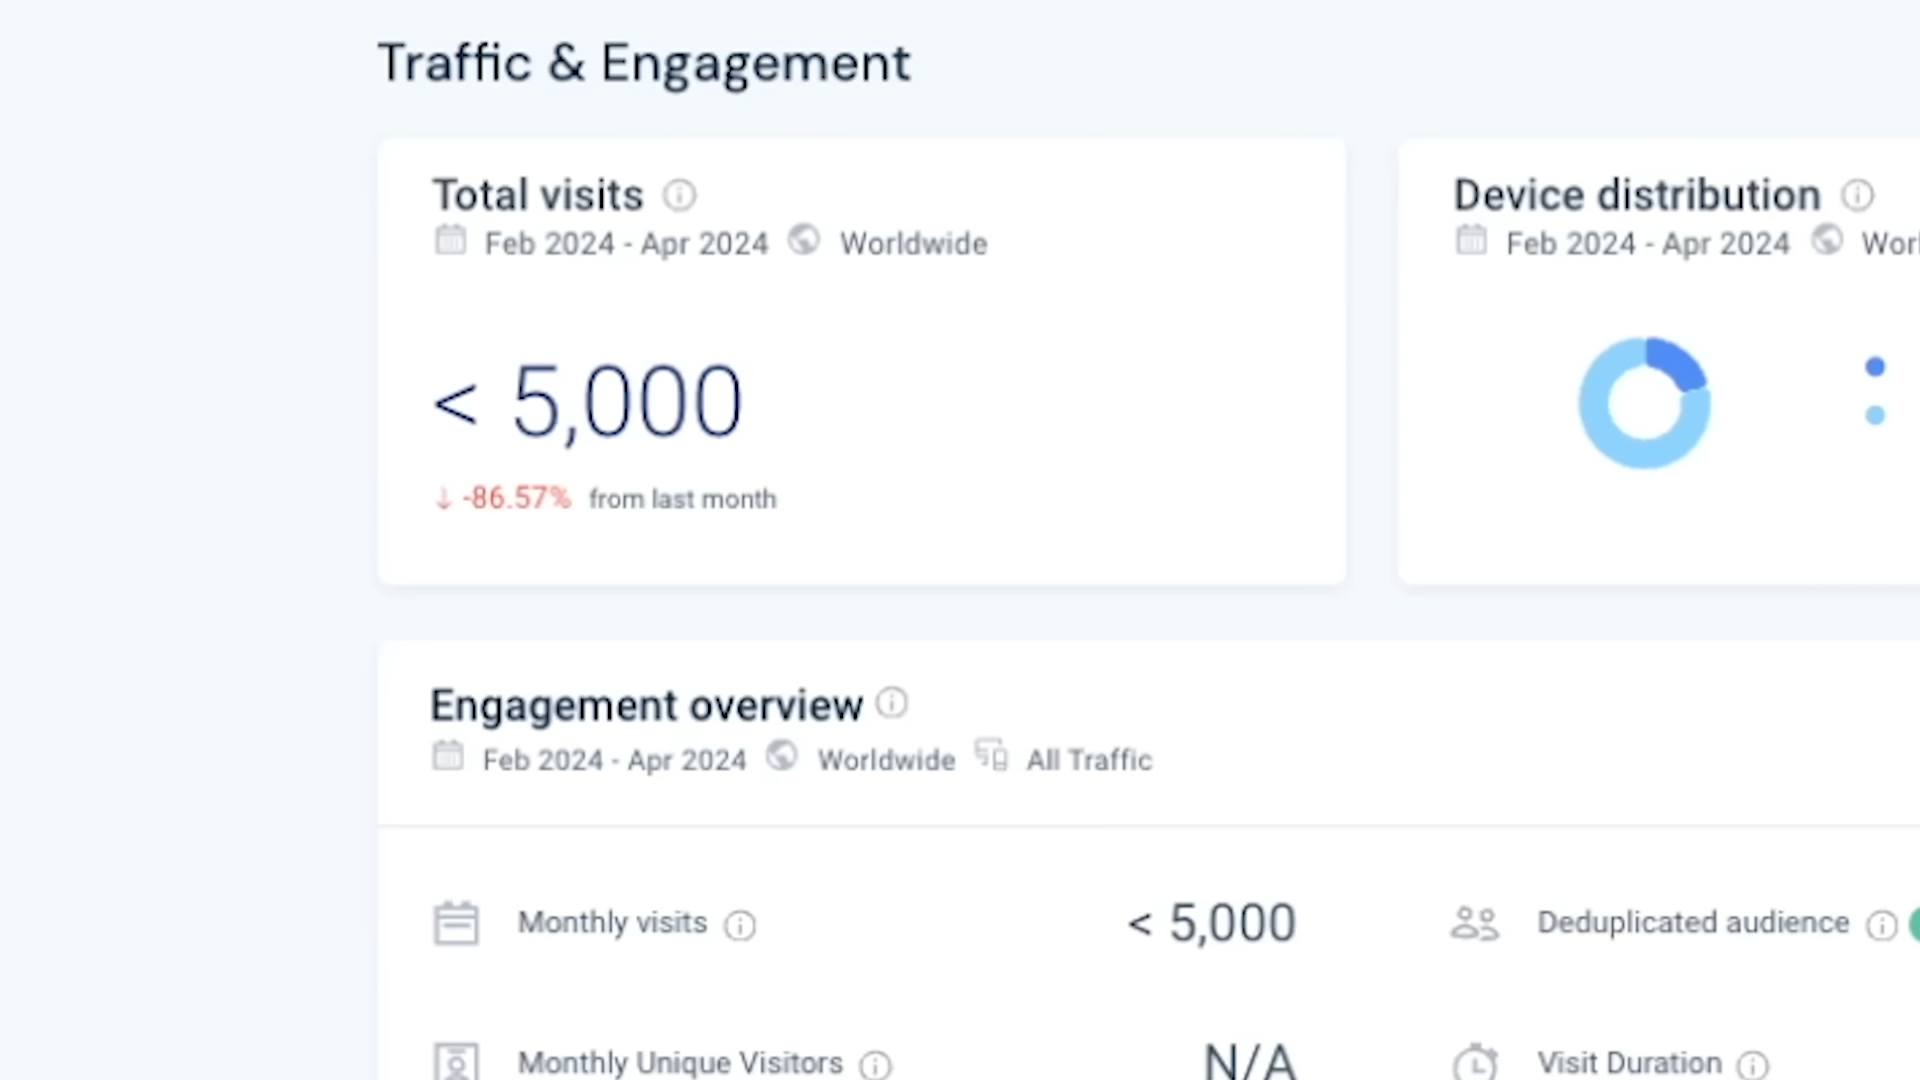 Traffic & Engagement
Total visits
Feb 2024 - Apr 2024 Worldwide
< 5,000
↓ -86.57% from last month
Device distribution
Feb 2024 - Apr 2024 Worl
Engagement overview
Feb 2024 - Apr 2024 Worldwide All Traffic
Monthly visits < 5,000
Deduplicated audience
Monthly Unique Visitors N/A
Visit Duration